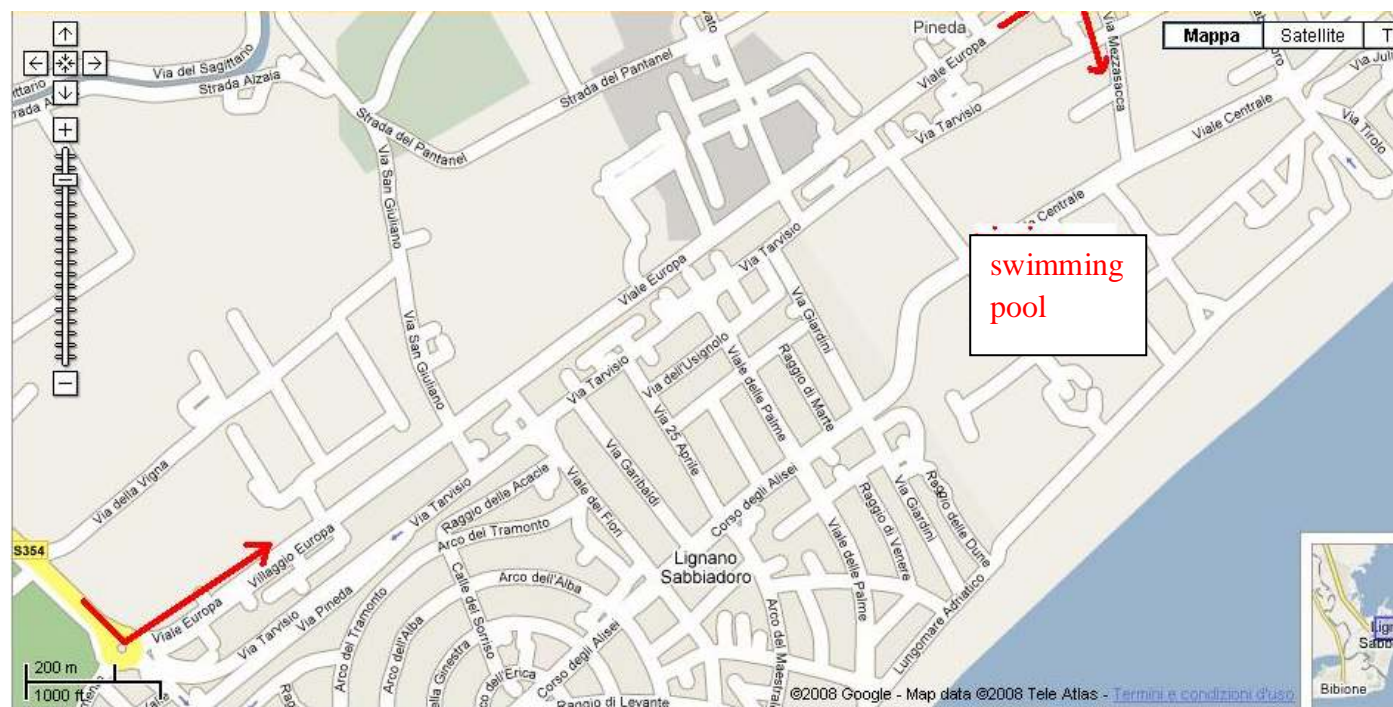 Pineda
Mappa
Satellite
T
Via del Sagittano
Strada Alzaia
Strada del Pantanel
Strada del Pantanel
Viale Europa
Via Mezzasacca
Via Tarvisio
Viale Centrale
Via Tirolo
Via San Giuliano
Via San Giuliano
Via Tarvisio
Viale Europa
swimming
pool
Via Giardini
Raggio di Marte
Via dell'Usignolo
Viale delle Palme
Via Tarvisio
Via 25 Aprile
Via Garibaldi
Viale dei Fiori
Via della Vigna
Raggio delle Acacie
Via Tarvisio
Arco del Tramonto
Corso degli Alisei
Raggio di Venere
Via Giardini
Raggio delle Dune
Viale delle Palme
S354
Villaggio Europa
Viale Europa
Via Tarvisio
Via Pineda
Arco del Tramonto
Arco dell'Alba
Arco dell'Alba
Calle del Sorriso
Lignano
Sabbiadoro
Corso degli Alisei
Arco del Maestra
Lungomare Adriatico
Raggio di Levante
200 m
1000 ft
©2008 Google - Map data ©2008 Tele Atlas - Termini e condizioni d'uso
Bibione